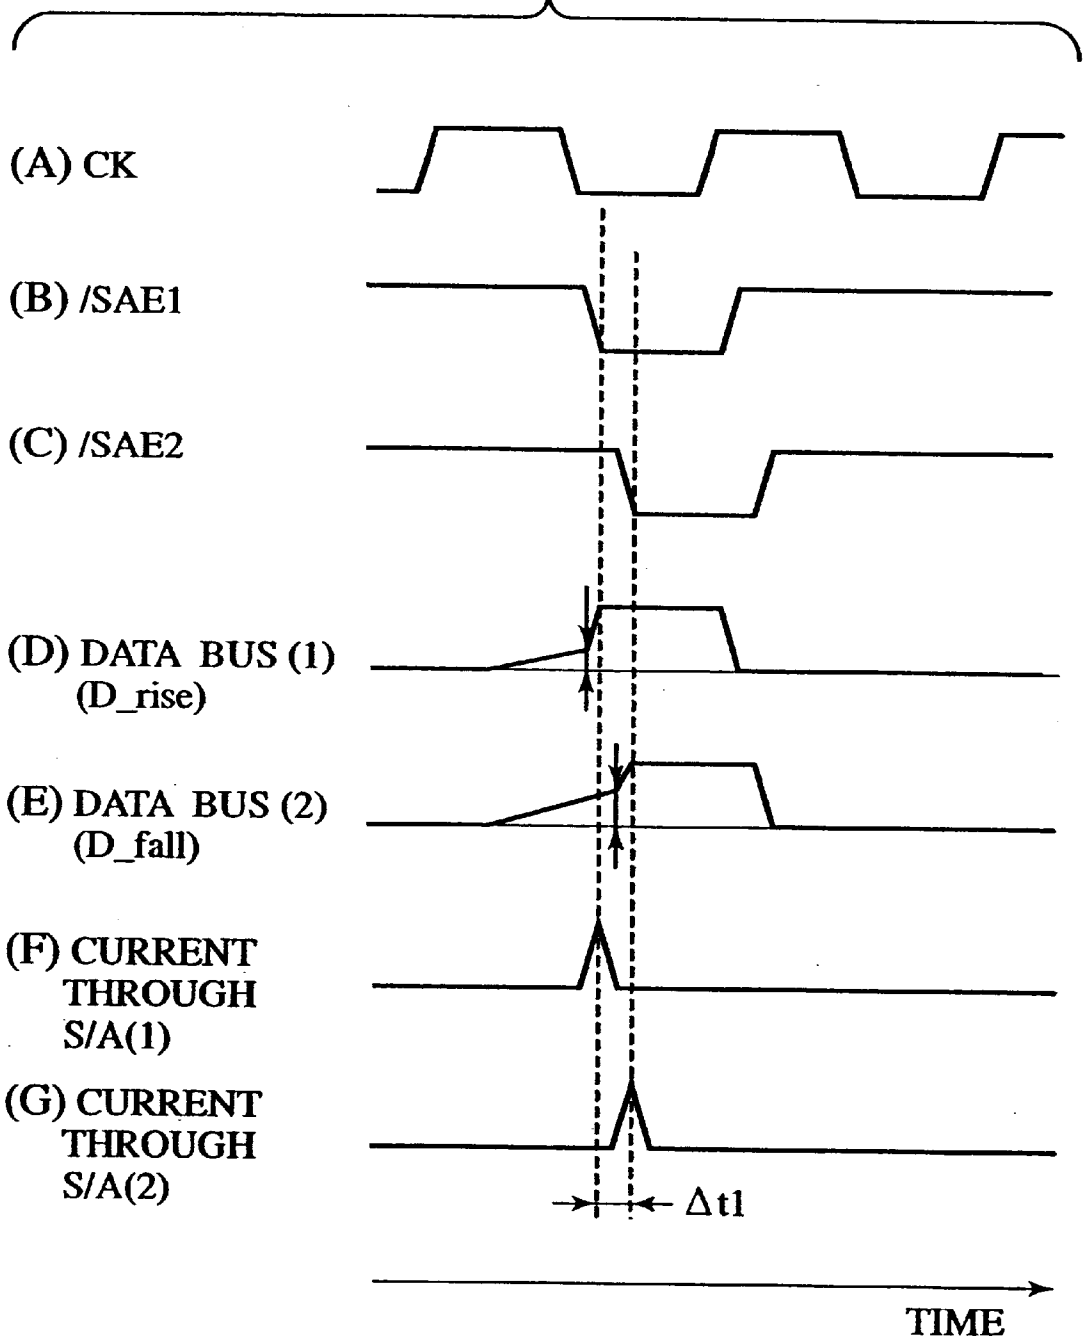 (A) CK
(B) /SAE1
(C) /SAE2
(D) DATA BUS (1)
(D_rise)
(E) DATA BUS (2)
(D_fall)
(F) CURRENT
THROUGH
S/A(1)
(G) CURRENT
THROUGH
S/A(2)
Δt1
TIME